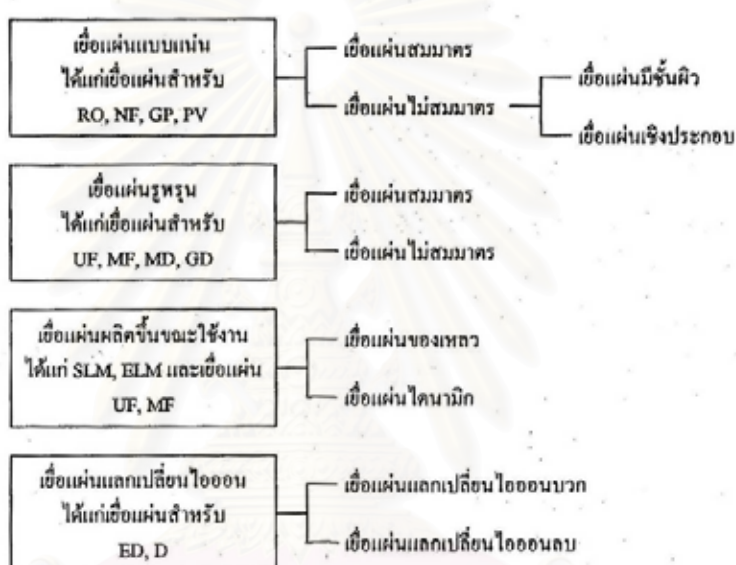 เยื่อแผ่นแบบแน่น
ได้แก่เยื่อแผ่นสำหรับ
RO, NF, GP, PV
เยื่อแผ่นสมมาตร
เยื่อแผ่นไม่สมมาตร
เยื่อแผ่นมีชั้นผิว
เยื่อแผ่นเชิงประกอบ
เยื่อแผ่นรูพรุน
ได้แก่เยื่อแผ่นสำหรับ
UF, MF, MD, GD
เยื่อแผ่นสมมาตร
เยื่อแผ่นไม่สมมาตร
เยื่อแผ่นผลิตขึ้นขณะใช้งาน
ได้แก่ SLM, ELM และเยื่อแผ่น
UF, MF
เยื่อแผ่นของเหลว
เยื่อแผ่นไดนามิก
เยื่อแผ่นแลกเปลี่ยนไอออน
ได้แก่เยื่อแผ่นสำหรับ
ED, D
เยื่อแผ่นแลกเปลี่ยนไอออนบวก
เยื่อแผ่นแลกเปลี่ยนไอออนลบ